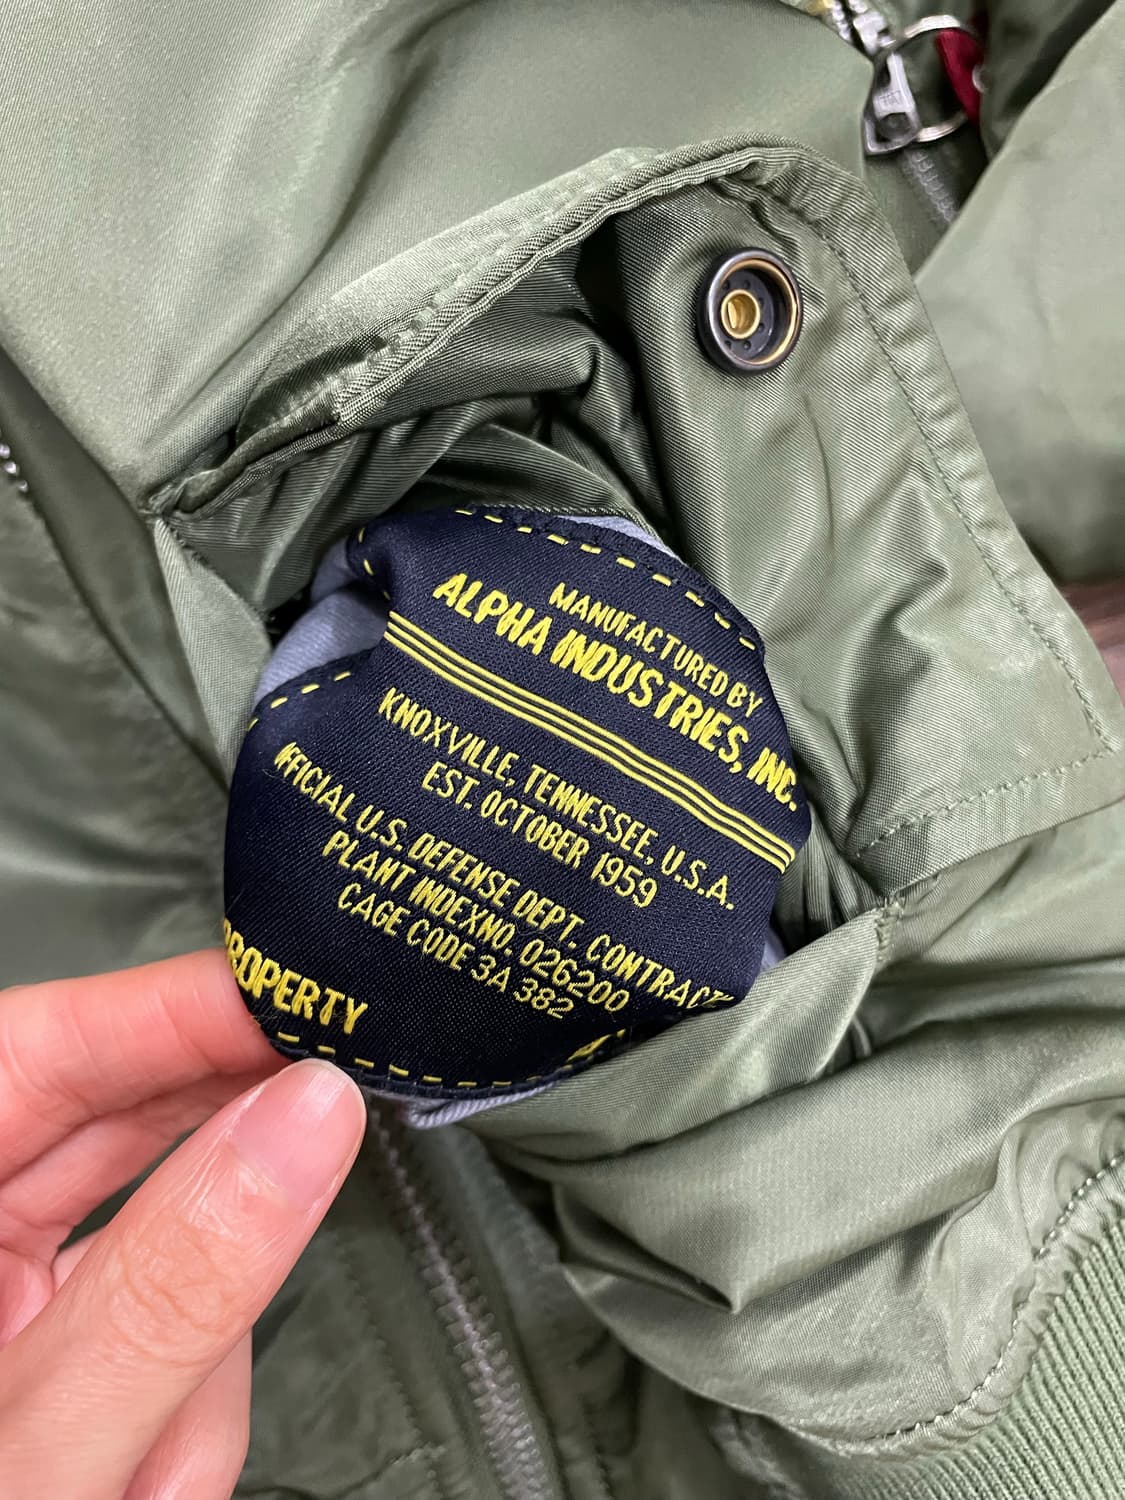 MANUFACTURED BY
ALPHA INDUSTRIES, INC.
KNOXVILLE, TENNESSEE, U.S.A.
EST. OCTOBER 1959
FFICIAL U.S. DEFENSE DEPT. CONTRACT
PLANT INDEXNO. 026200
CAGE CODE 3A 382
PROPERTY